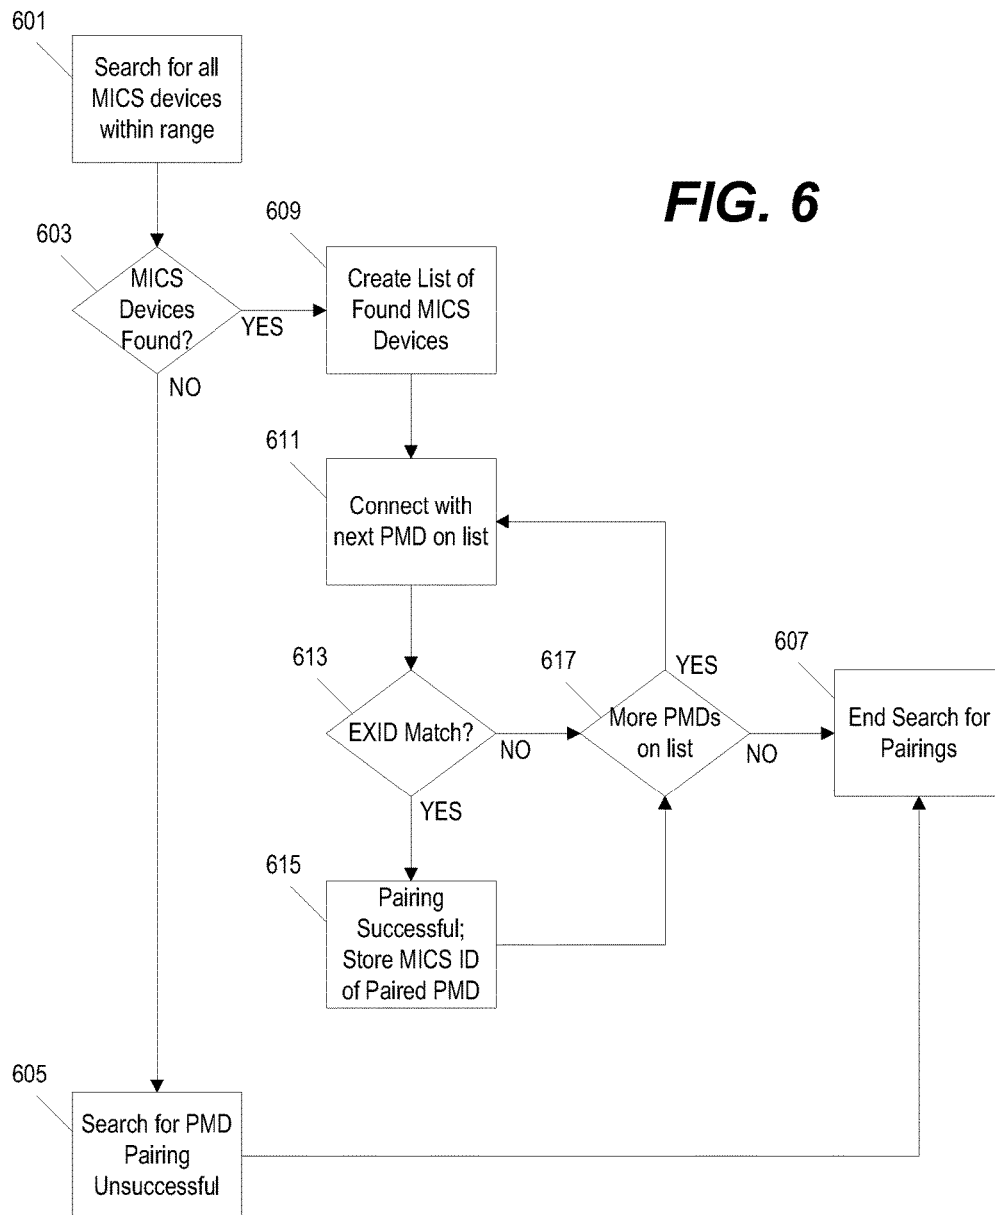 601
Search for all
MICS devices
within range
FIG. 6
603
MICS
Devices
Found?
YES
NO
609
Create List of
Found MICS
Devices
611
Connect with
next PMD on list
613
EXID Match?
NO
YES
617
More PMDs
on list
YES
NO
607
End Search for
Pairings
615
Pairing
Successful;
Store MICS ID
of Paired PMD
605
Search for PMD
Pairing
Unsuccessful